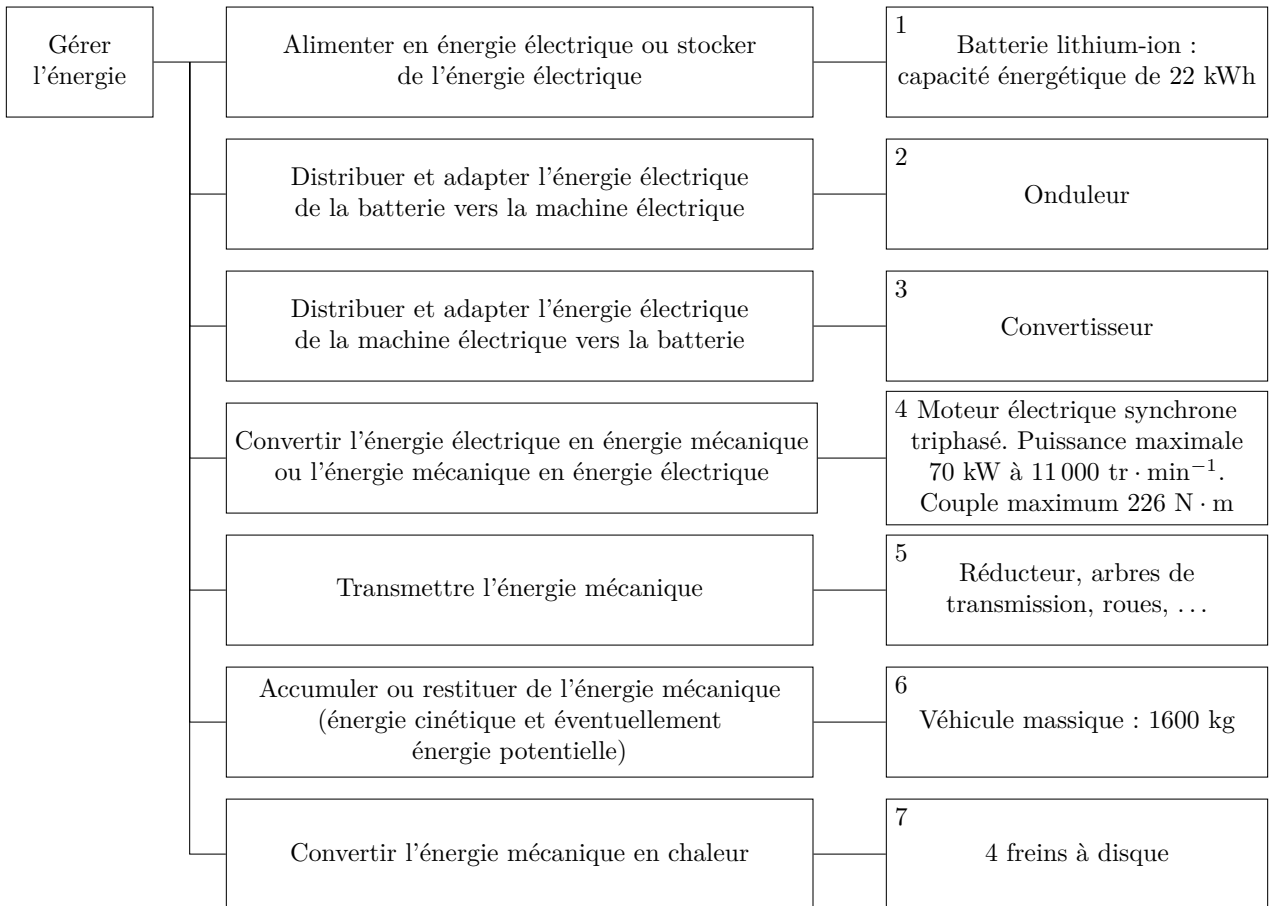 Gérer
l'énergie
Alimenter en énergie électrique ou stocker
de l'énergie électrique
1
Batterie lithium-ion :
capacité énergétique de 22 kWh
Distribuer et adapter l'énergie électrique
de la batterie vers la machine électrique
2
Onduleur
Distribuer et adapter l'énergie électrique
de la machine électrique vers la batterie
3
Convertisseur
Convertir l'énergie électrique en énergie mécanique
ou l'énergie mécanique en énergie électrique
4 Moteur électrique synchrone
triphasé. Puissance maximale
70 kW à 11 000 tr · min⁻¹.
Couple maximum 226 N · m
Transmettre l'énergie mécanique
5
Réducteur, arbres de
transmission, roues, …
Accumuler ou restituer de l'énergie mécanique
(énergie cinétique et éventuellement
énergie potentielle)
6
Véhicule massique : 1600 kg
Convertir l'énergie mécanique en chaleur
7
4 freins à disque